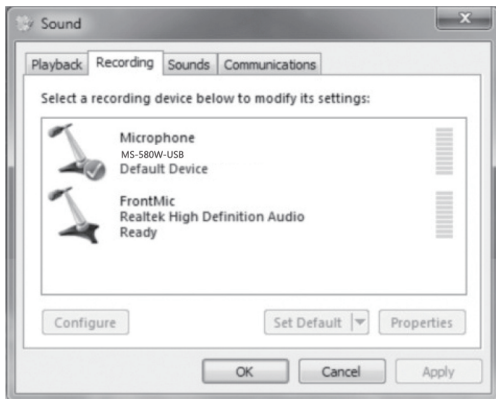 Sound
Playback Recording Sounds Communications
Select a recording device below to modify its settings:
Microphone
MS-580W-USB
Default Device
FrontMic
Realtek High Definition Audio
Ready
Configure Set Default Properties
OK Cancel Apply